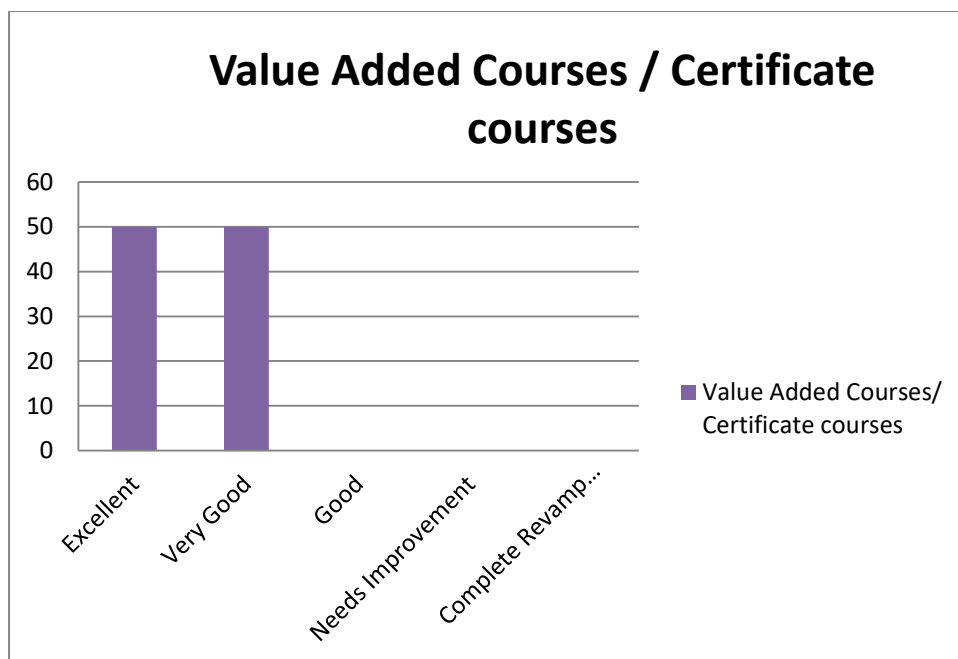 Value Added Courses / Certificate
courses
60
50
40
30
20
10
0
Excellent
Very Good
Good
Needs Improvement
Complete Revamp...
Value Added Courses/
Certificate courses